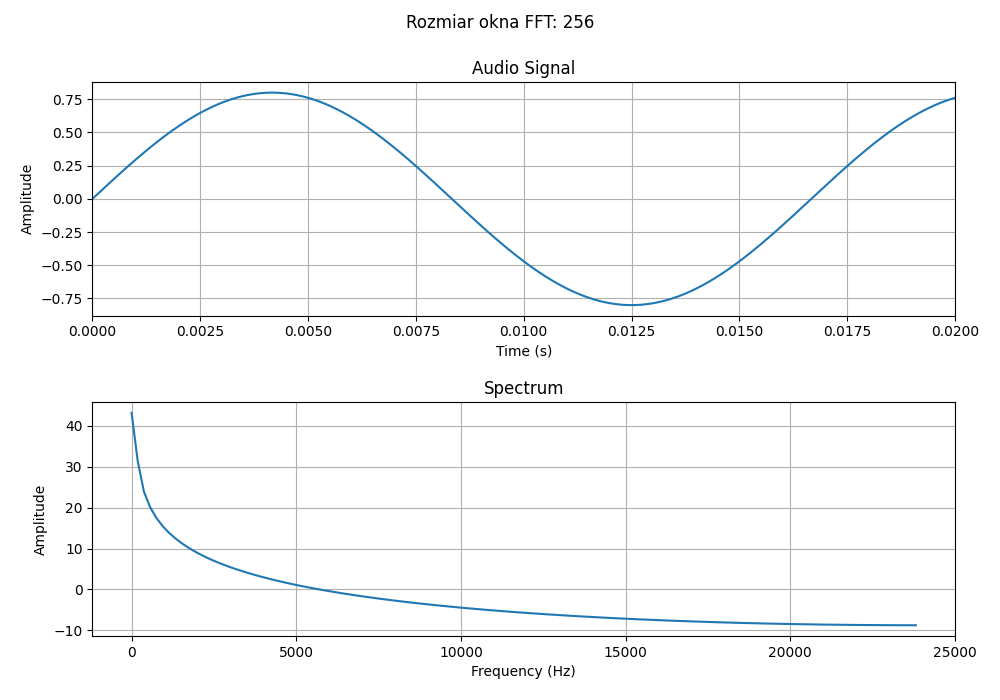 Rozmiar okna FFT: 256
Audio Signal
0.75
0.50
0.25
0.00
−0.25
−0.50
−0.75
Amplitude
0.0000 0.0025 0.0050 0.0075 0.0100 0.0125 0.0150 0.0175 0.0200
Time (s)
Spectrum
40
30
20
10
0
−10
Amplitude
0 5000 10000 15000 20000 25000
Frequency (Hz)